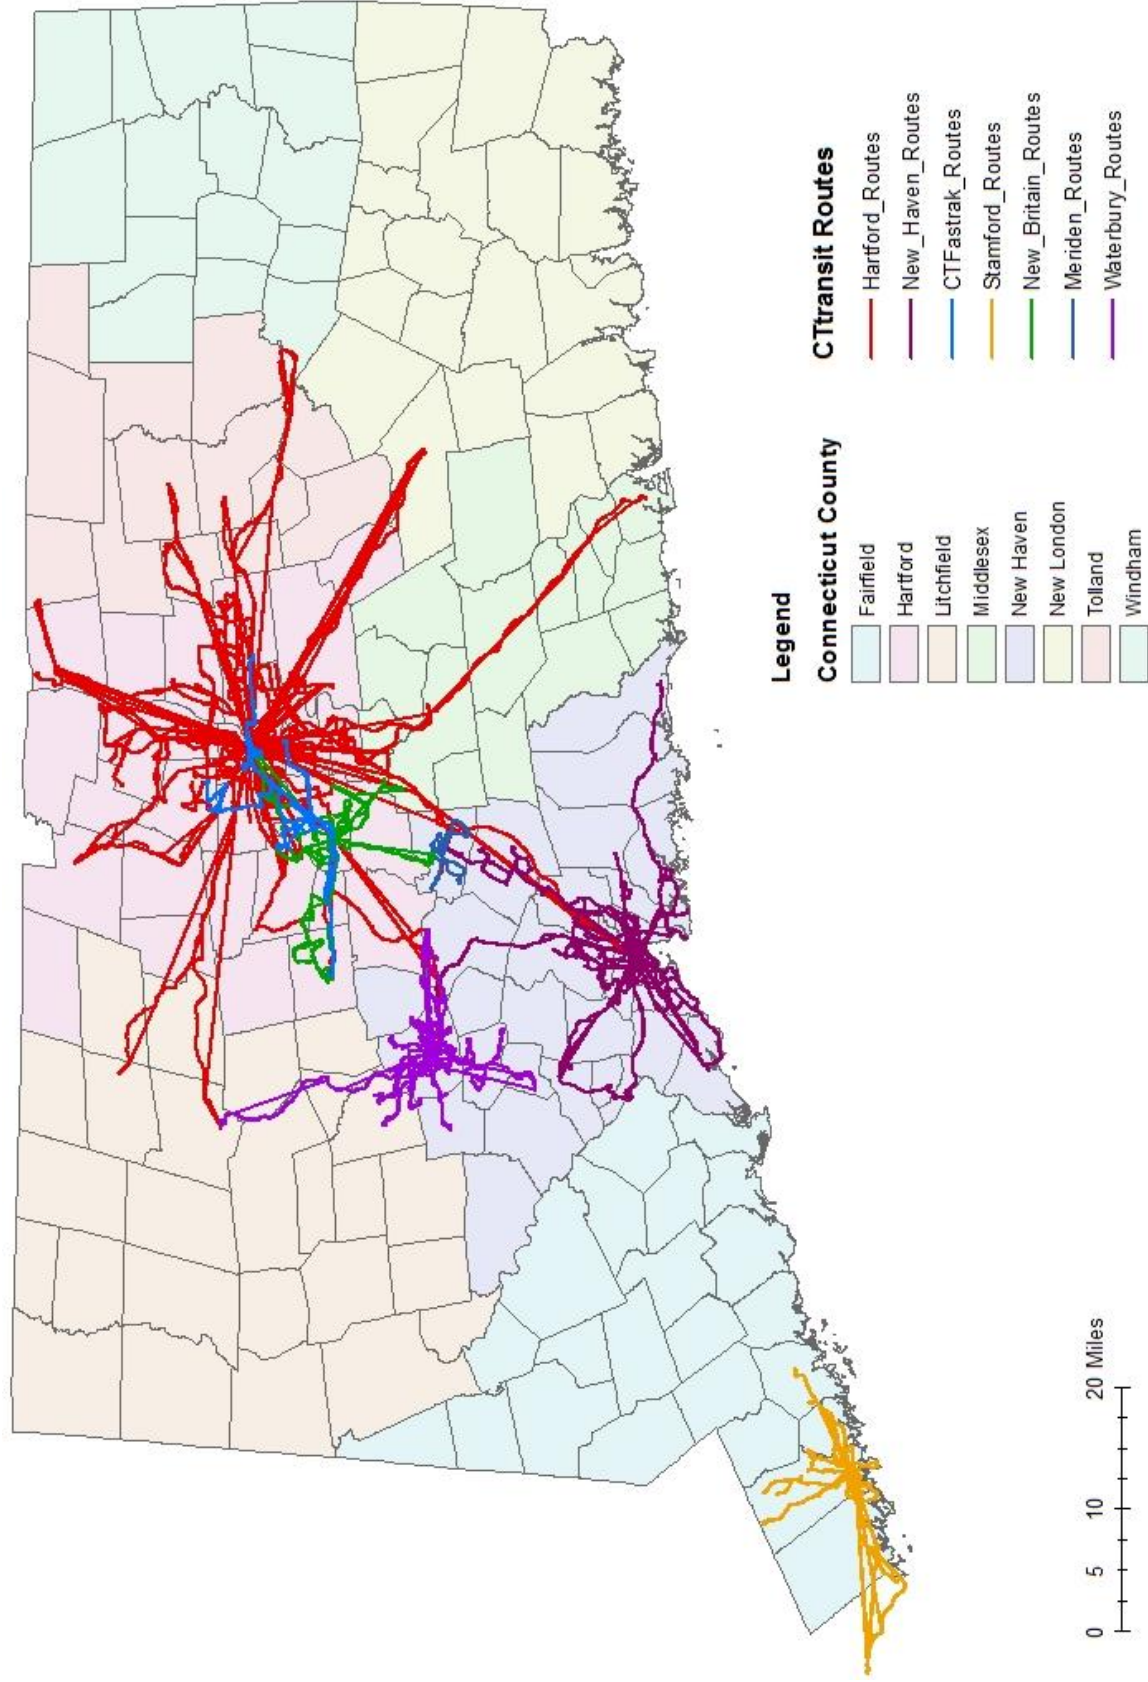 Legend
Connecticut County
Fairfield
Hartford
Litchfield
Middlesex
New Haven
New London
Tolland
Windham
CTtransit Routes
Hartford_Routes
New_Haven_Routes
CTFastrak_Routes
Stamford_Routes
New_Britain_Routes
Meriden_Routes
Waterbury_Routes
0 5 10 20 Miles